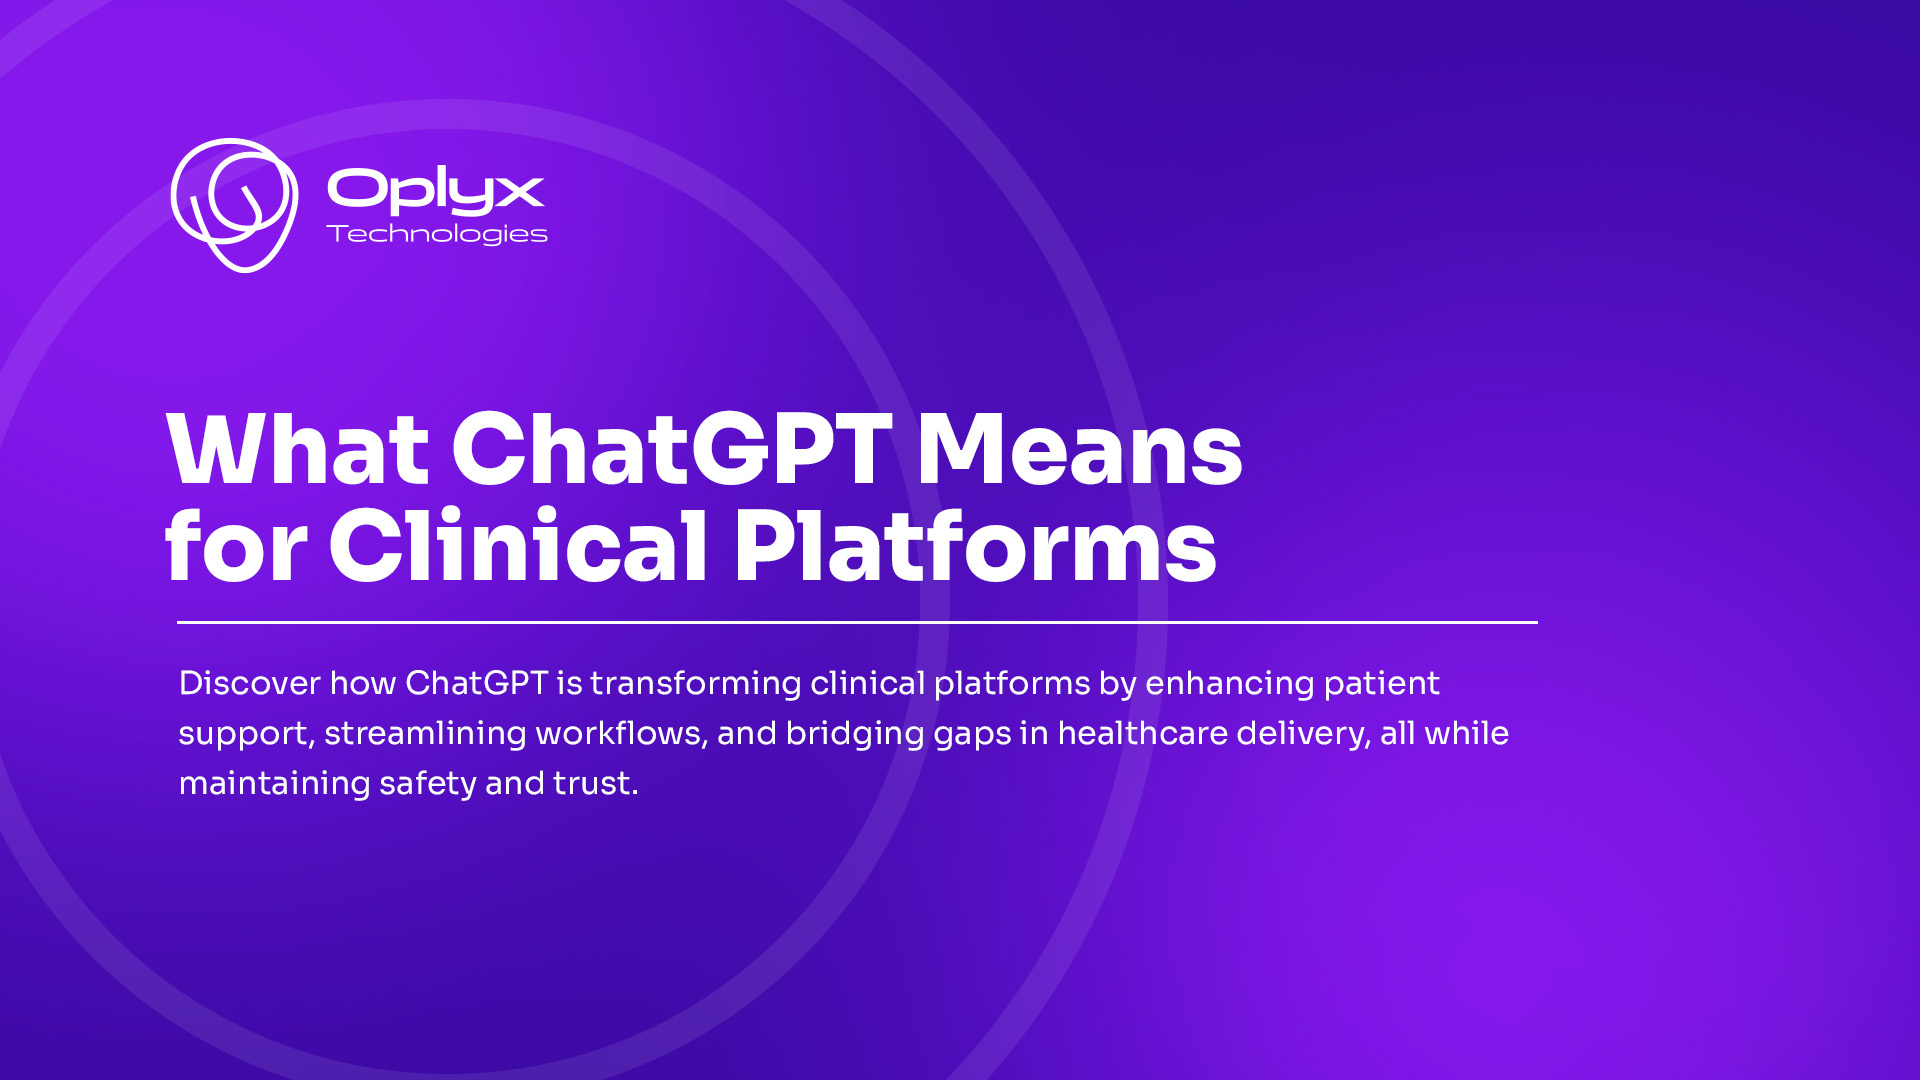 Oplyx
Technologies
What ChatGPT Means
for Clinical Platforms
Discover how ChatGPT is transforming clinical platforms by enhancing patient
support, streamlining workflows, and bridging gaps in healthcare delivery, all while
maintaining safety and trust.